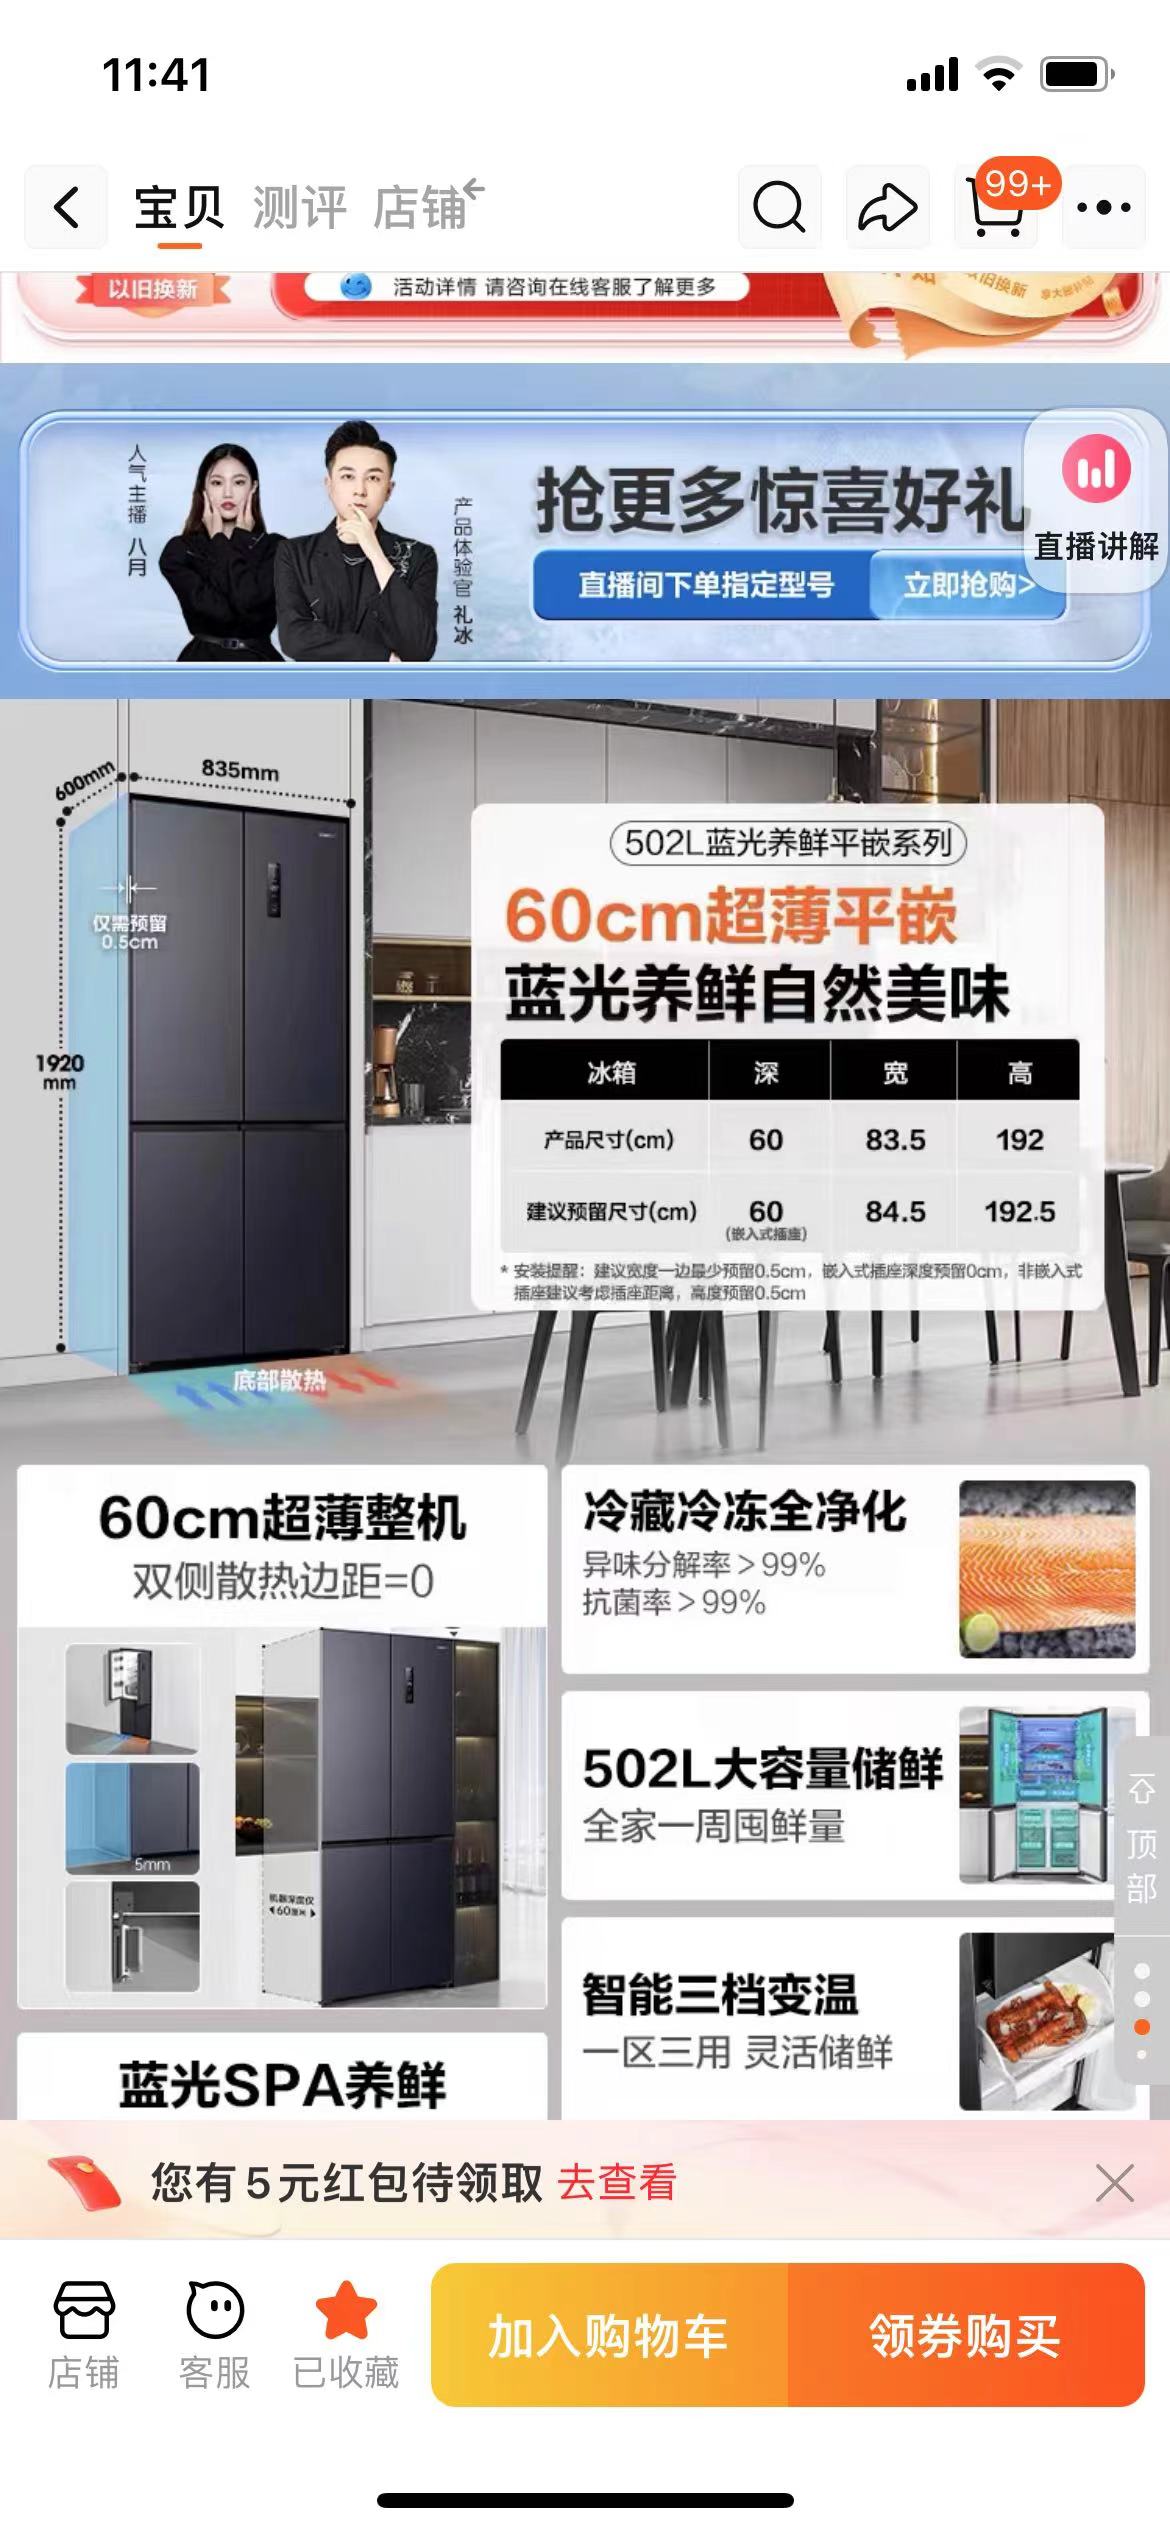 11:41
宝贝 测评 店铺
99+
以旧换新
活动详情 请咨询在线客服了解更多
以旧换新
人气主播 八月
产品体验官 礼冰
抢更多惊喜好礼
直播间下单指定型号
立即抢购>
直播讲解
600mm
835mm
仅需预留
0.5cm
1920
mm
底部散热
502L蓝光养鲜平嵌系列
60cm超薄平嵌
蓝光养鲜自然美味
冰箱 深 宽 高
产品尺寸(cm) 60 83.5 192
建议预留尺寸(cm) 60 84.5 192.5
(嵌入式插座)
* 安装提醒：建议宽度一边最少预留0.5cm，嵌入式插座深度预留0cm，非嵌入式
插座建议考虑插座距离，高度预留0.5cm
60cm超薄整机
双侧散热边距=0
5mm
机器深度仅
60厘米
冷藏冷冻全净化
异味分解率>99%
抗菌率>99%
502L大容量储鲜
全家一周囤鲜量
智能三档变温
一区三用 灵活储鲜
顶
部
蓝光SPA养鲜
您有5元红包待领取 去查看
店铺
客服
已收藏
加入购物车
领券购买